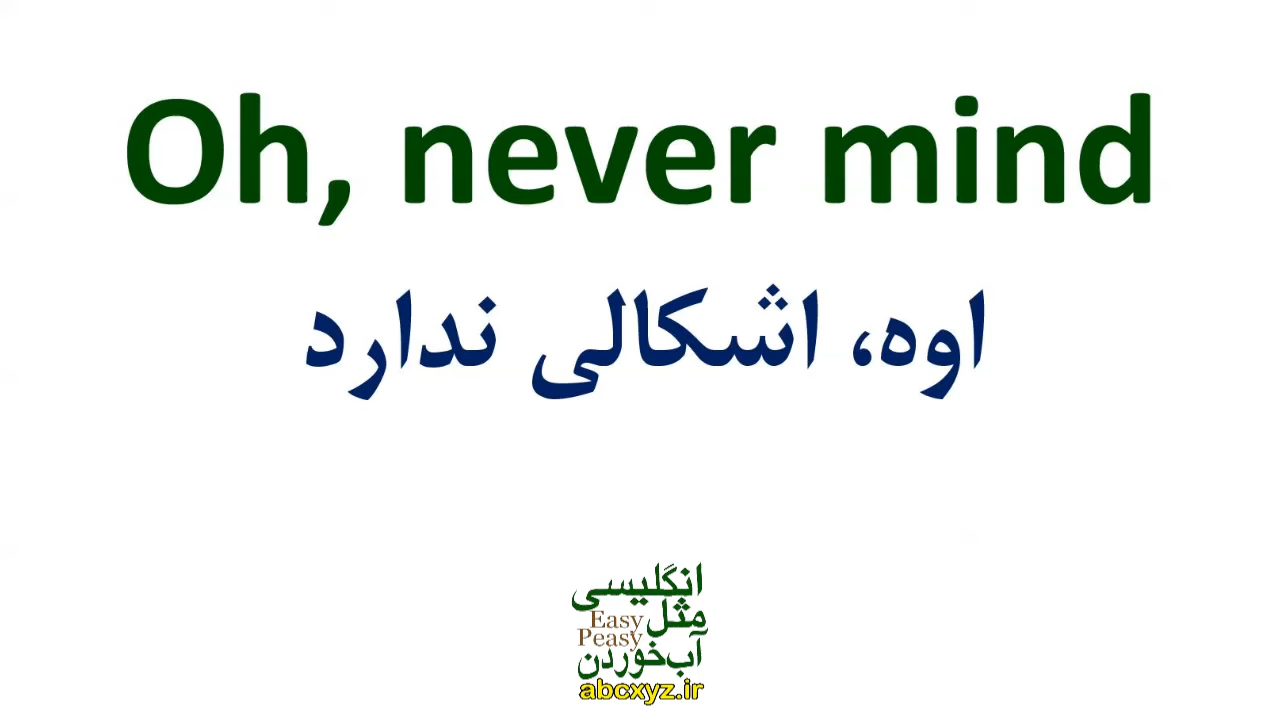 Oh, never mind
اوه، اشکالی ندارد
انگلیسی
مثل
Easy
Peasy
آب‌خوردن
abcxyz.ir